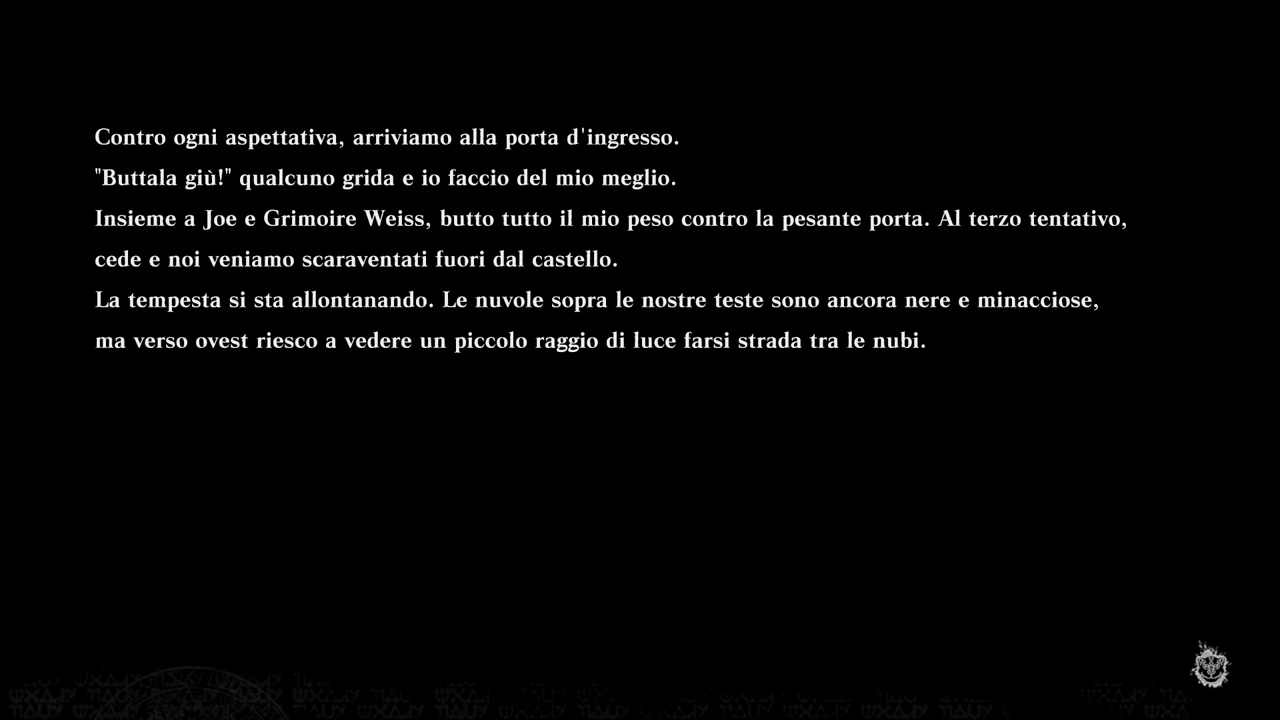 Contro ogni aspettativa, arriviamo alla porta d'ingresso.
"Buttala giù!" qualcuno grida e io faccio del mio meglio.
Insieme a Joe e Grimoire Weiss, butto tutto il mio peso contro la pesante porta. Al terzo tentativo,
cede e noi veniamo scaraventati fuori dal castello.
La tempesta si sta allontanando. Le nuvole sopra le nostre teste sono ancora nere e minacciose,
ma verso ovest riesco a vedere un piccolo raggio di luce farsi strada tra le nubi.